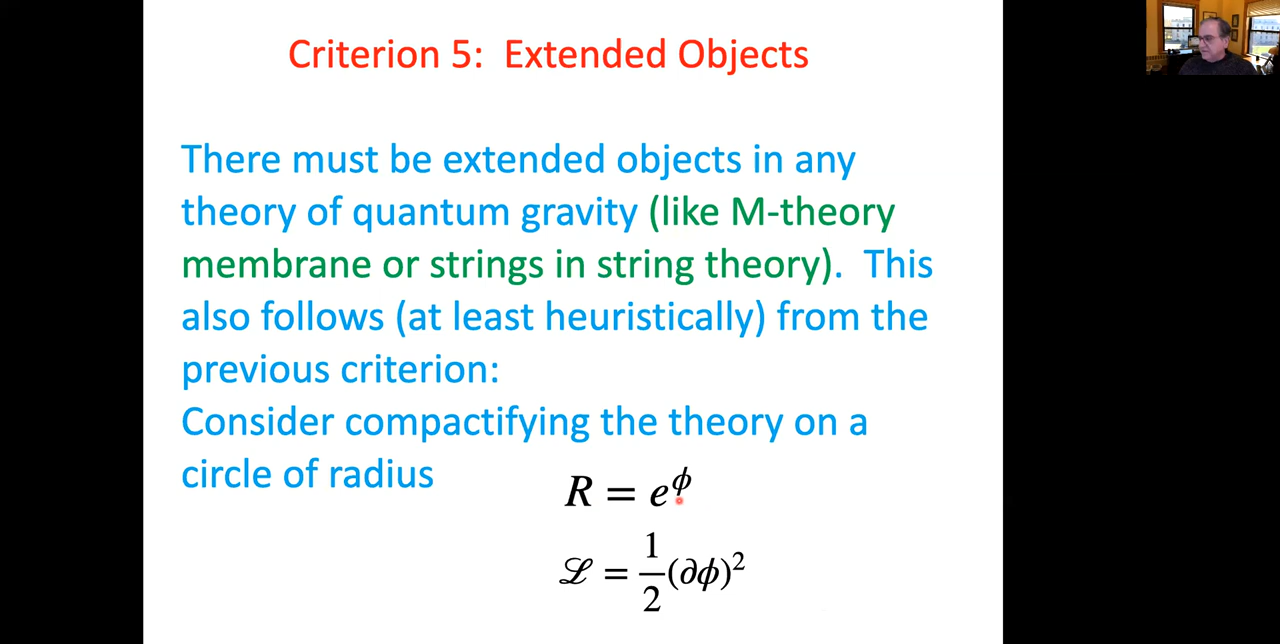 Criterion 5: Extended Objects
There must be extended objects in any
theory of quantum gravity (like M-theory
membrane or strings in string theory). This
also follows (at least heuristically) from the
previous criterion:
Consider compactifying the theory on a
circle of radius
R = e^ϕ
ℒ = 1/2 (∂ϕ)²